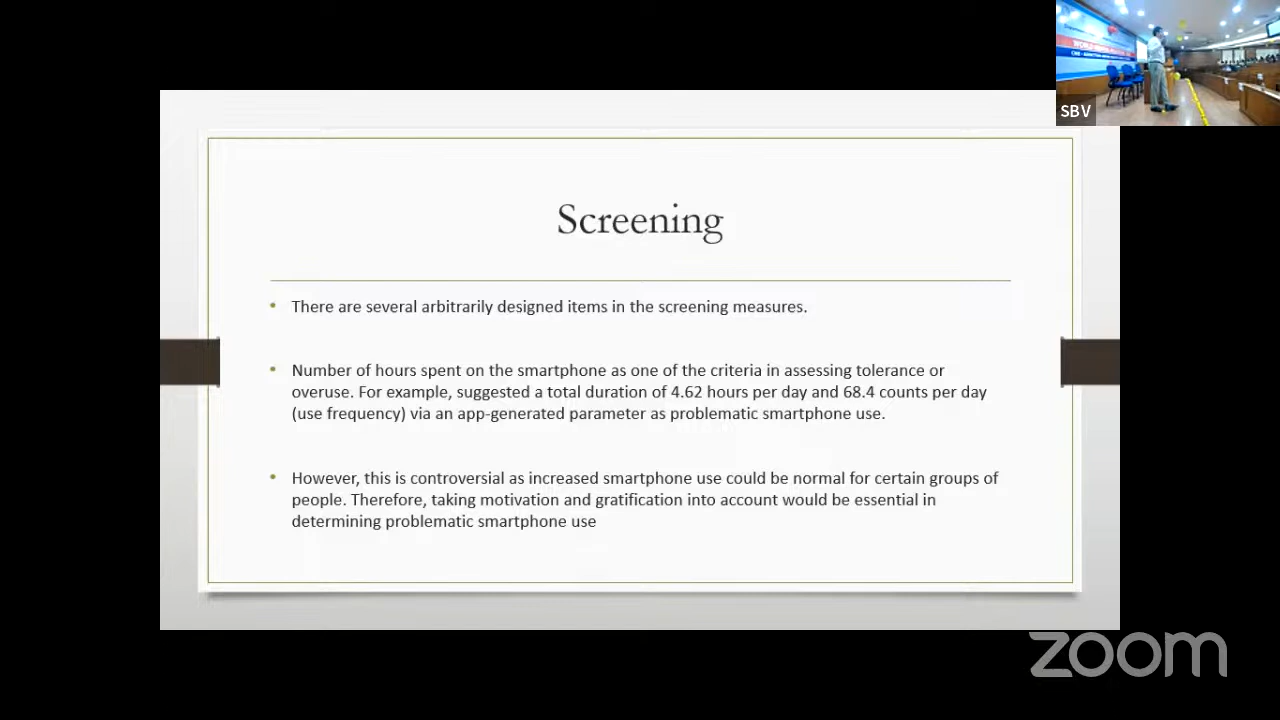 SBV
Screening
• There are several arbitrarily designed items in the screening measures.
• Number of hours spent on the smartphone as one of the criteria in assessing tolerance or
overuse. For example, suggested a total duration of 4.62 hours per day and 68.4 counts per day
(use frequency) via an app-generated parameter as problematic smartphone use.
• However, this is controversial as increased smartphone use could be normal for certain groups of
people. Therefore, taking motivation and gratification into account would be essential in
determining problematic smartphone use
zoom